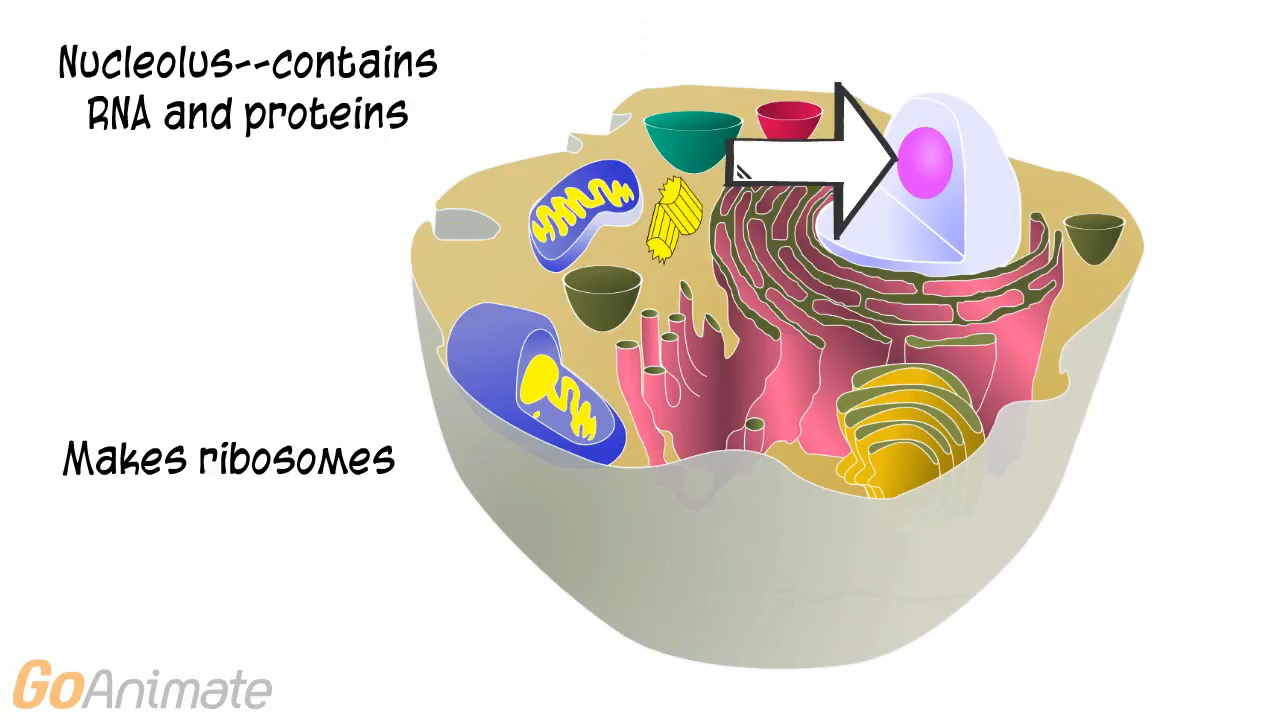 Nucleolus--contains
RNA and proteins
Makes ribosomes
GoAnimate